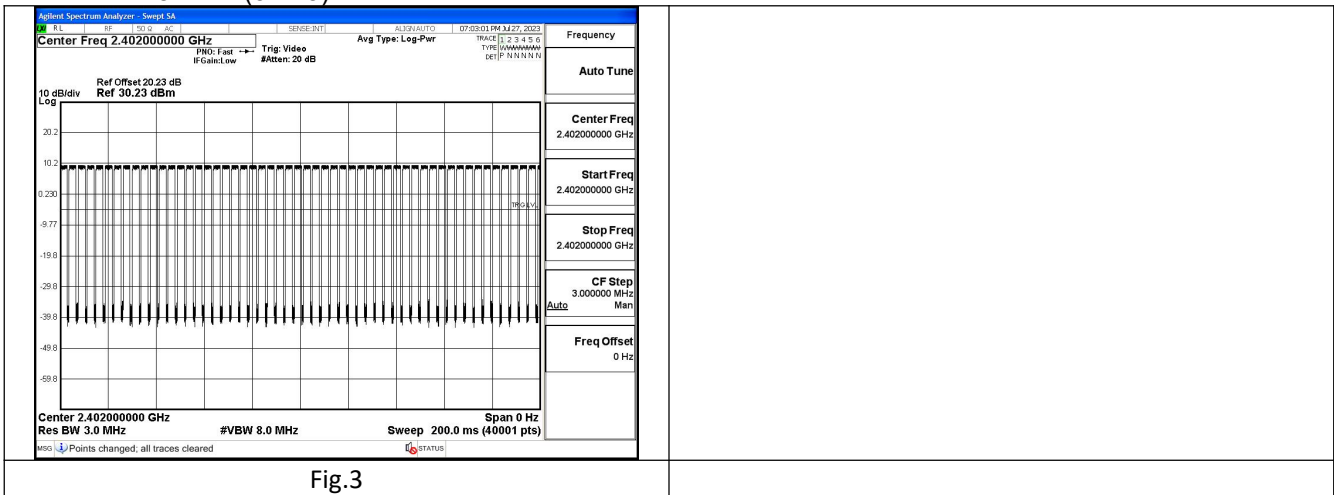 Agilent Spectrum Analyzer - Swept SA
RL RF 50 Ω AC SENSE:INT ALIGNAUTO 07:03:01 PM Jul 27, 2023
Center Freq 2.402000000 GHz
PNO: Fast
IFGain:Low
Trig: Video
#Atten: 20 dB
Avg Type: Log-Pwr
TRACE 1 2 3 4 5 6
TYPE
DET P N N N N N
Ref Offset 20.23 dB
10 dB/div Ref 30.23 dBm
Log
20.2
10.2
0.230
TRIG LVL
-9.77
-19.8
-29.8
-39.8
-49.8
-59.8
Center 2.402000000 GHz Span 0 Hz
Res BW 3.0 MHz #VBW 8.0 MHz Sweep 200.0 ms (40001 pts)
MSG Points changed; all traces cleared STATUS
Frequency
Auto Tune
Center Freq
2.402000000 GHz
Start Freq
2.402000000 GHz
Stop Freq
2.402000000 GHz
CF Step
3.000000 MHz
Auto Man
Freq Offset
0 Hz
Fig.3